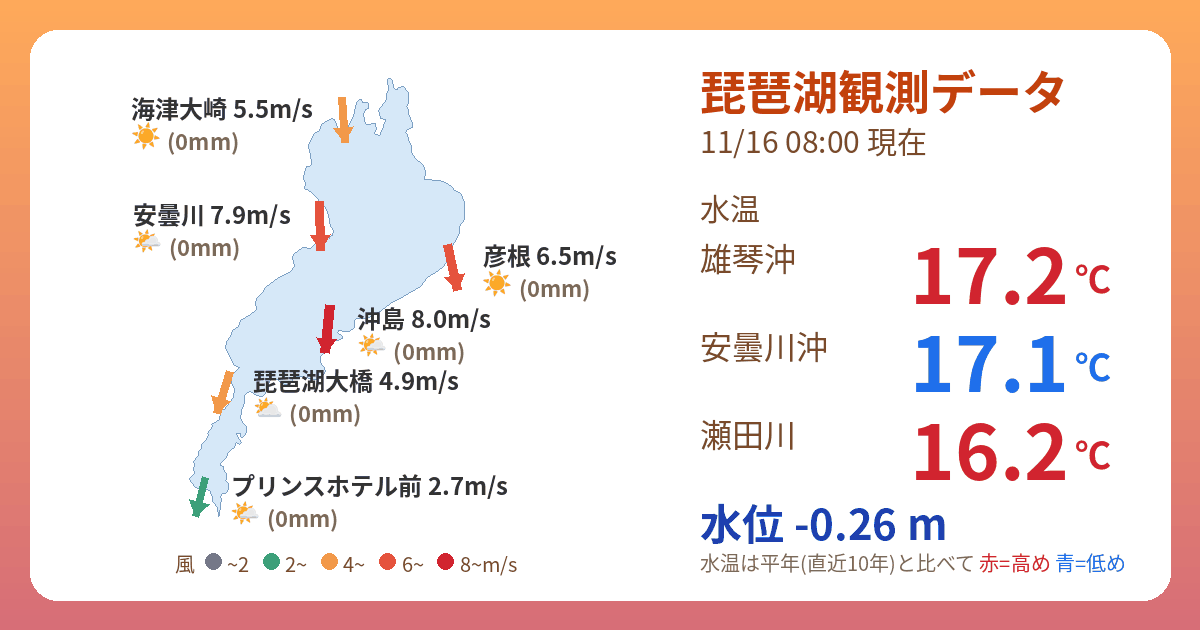 海津大崎 5.5m/s
(0mm)
安曇川 7.9m/s
(0mm)
彦根 6.5m/s
(0mm)
沖島 8.0m/s
(0mm)
琵琶湖大橋 4.9m/s
(0mm)
プリンスホテル前 2.7m/s
(0mm)
風 ~2 2~ 4~ 6~ 8~m/s
琵琶湖観測データ
11/16 08:00 現在
水温
雄琴沖 17.2 ℃
安曇川沖 17.1 ℃
瀬田川 16.2 ℃
水位 -0.26 m
水温は平年(直近10年)と比べて 赤=高め 青=低め